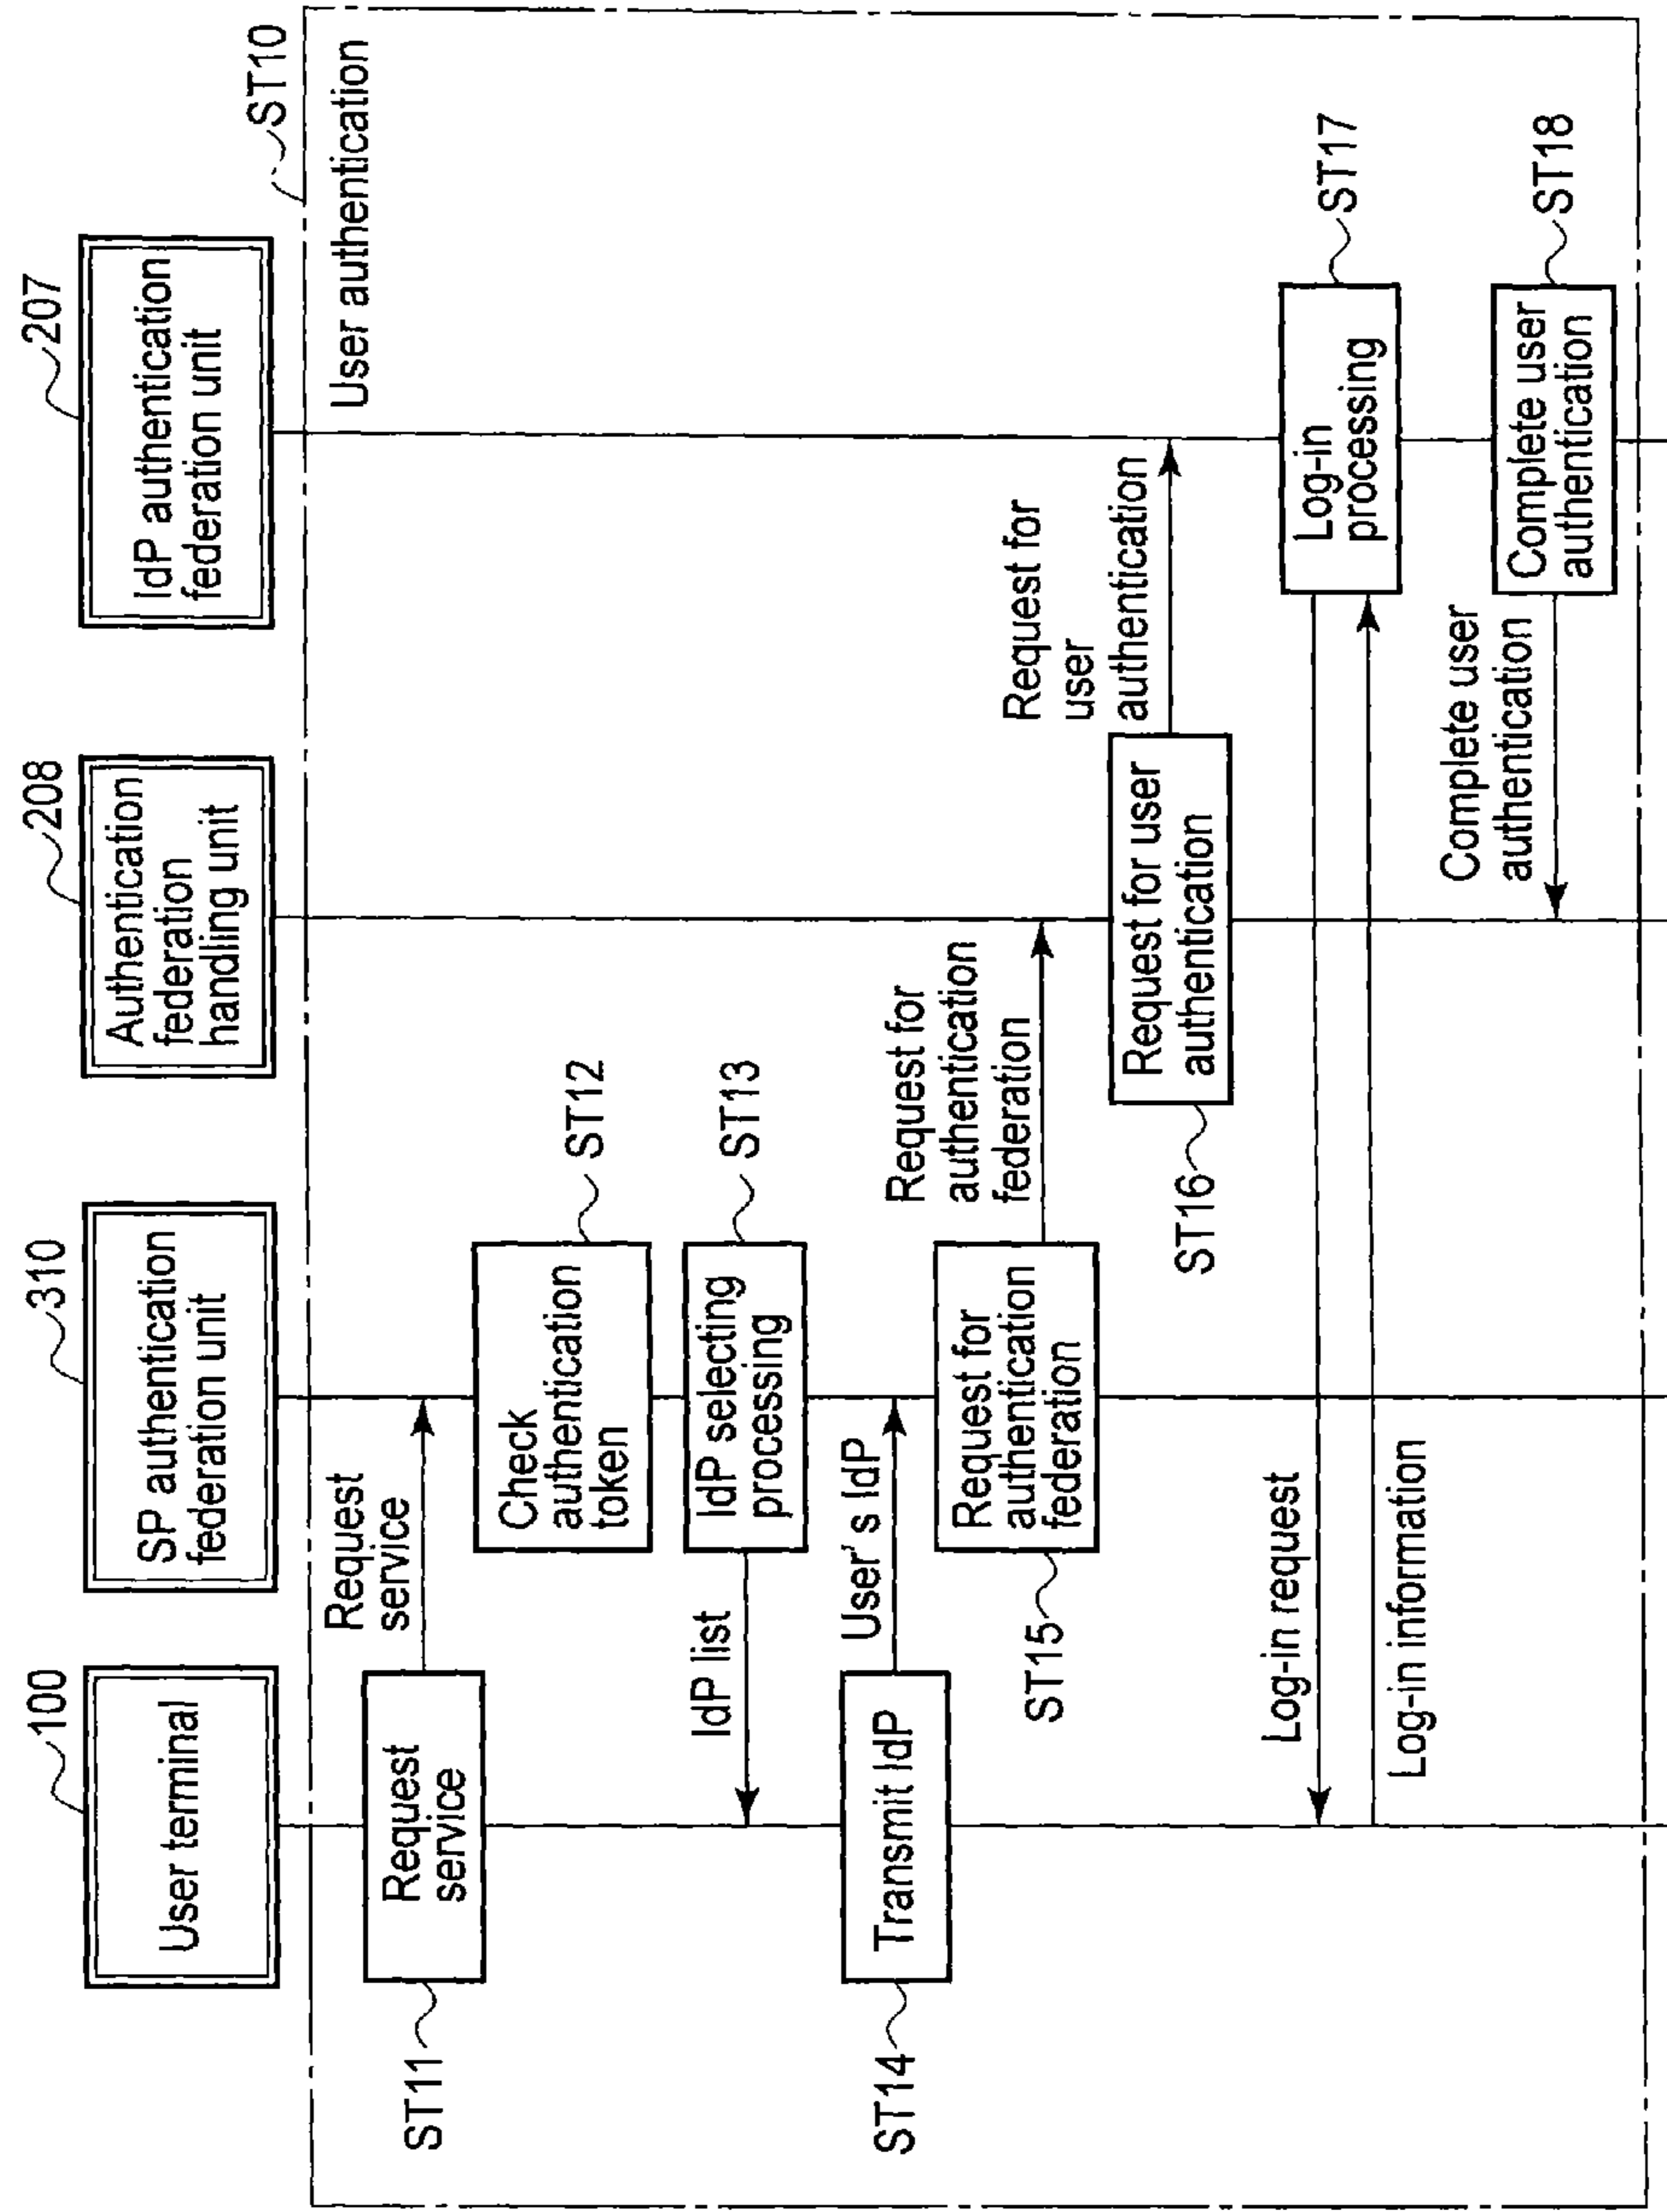 100
User terminal
310
SP authentication
federation unit
208
Authentication
federation
handling unit
207
IdP authentication
federation unit
ST10
User authentication
ST11
Request
service
Request
service
Check
authentication
token
ST12
IdP selecting
processing
ST13
IdP list
ST14
Transmit IdP
User's IdP
Request for
authentication
federation
ST15
Request for
authentication
federation
Request for user
authentication
ST16
Request for
user
authentication
Log-in
processing
ST17
Log-in request
Log-in information
Complete user
authentication
ST18
Complete user
authentication